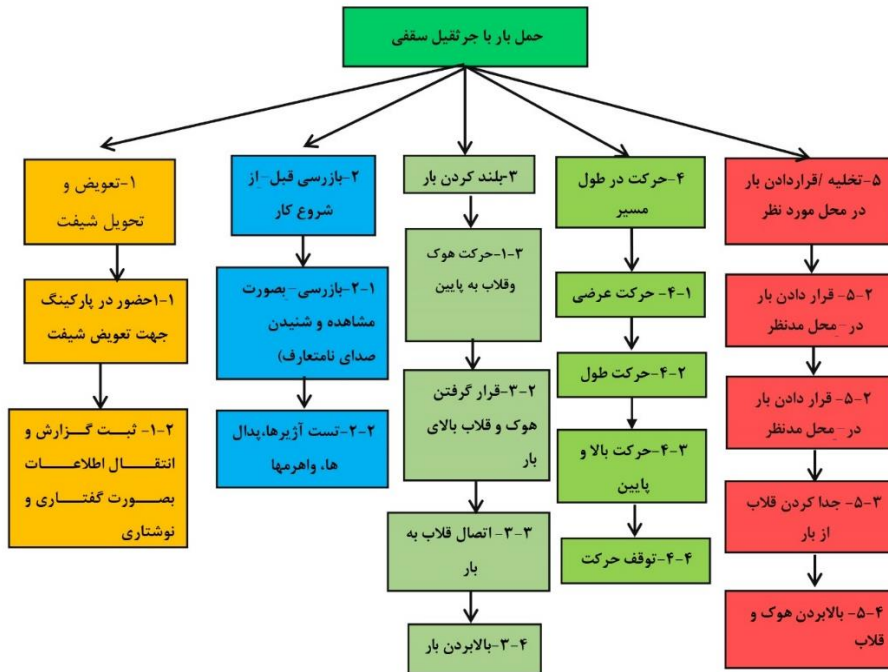 حمل بار با جرثقیل سقفی
۱-تعویض و
تحویل شیفت
۱-۱حضور در پارکینگ
جهت تعویض شیفت
۱-۲- ثبت گزارش و
انتقال اطلاعات
بصورت گفتاری و
نوشتاری
۲-بازرسی قبل-از
شروع کار
۲-۱-بازرسی-بصورت
مشاهده و شنیدن
صدای نامتعارف)
۲-۲-تست آژیرها،پدال
ها، واهرمها
۳-بلند کردن بار
۱-۳-حرکت هوک
وقلاب به پایین
۳-۲-قرار گرفتن
هوک و قلاب بالای
بار
۳-۳- اتصال قلاب به
بار
۳-۴-بالابردن بار
۴-حرکت در طول
مسیر
۴-۱- حرکت عرضی
۴-۲-حرکت طول
۴-۳-حرکت بالا و
پایین
۴-۴-توقف حرکت
۵-تخلیه /قراردادن بار
در محل مورد نظر
۵-۲- قرار دادن بار
در -محل مدنظر
۵-۲- قرار دادن بار
در- محل مدنظر
۵-۳- جدا کردن قلاب
از بار
۵-۴-بالابردن هوک و
قلاب